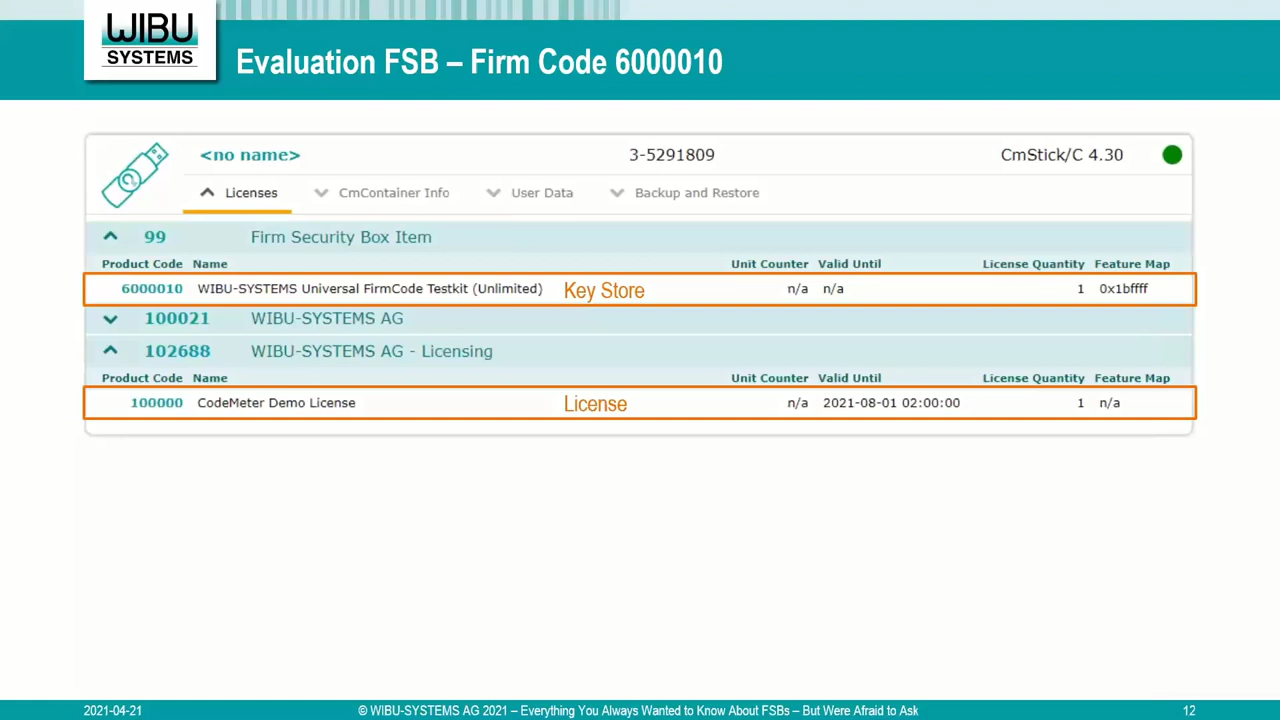 WIBU
SYSTEMS
Evaluation FSB – Firm Code 6000010
<no name> 3-5291809 CmStick/C 4.30
Licenses CmContainer Info User Data Backup and Restore
99 Firm Security Box Item
Product Code Name Unit Counter Valid Until License Quantity Feature Map
6000010 WIBU-SYSTEMS Universal FirmCode Testkit (Unlimited) Key Store n/a n/a 1 0x1bffff
100021 WIBU-SYSTEMS AG
102688 WIBU-SYSTEMS AG - Licensing
Product Code Name Unit Counter Valid Until License Quantity Feature Map
100000 CodeMeter Demo License License n/a 2021-08-01 02:00:00 1 n/a
2021-04-21 © WIBU-SYSTEMS AG 2021 – Everything You Always Wanted to Know About FSBs – But Were Afraid to Ask 12